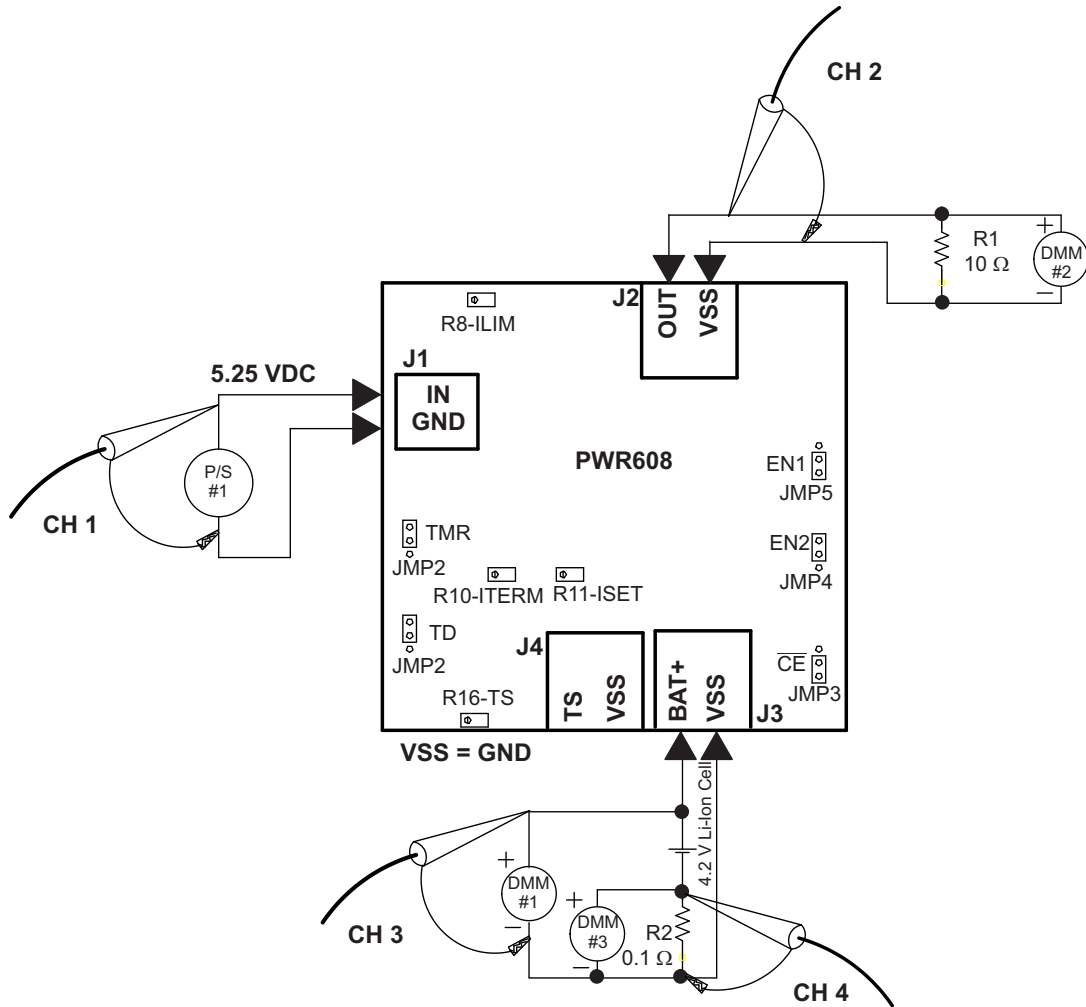 CH 2
+
R1
10 Ω
DMM
#2
−
J2
OUT
VSS
R8-ILIM
J1
5.25 VDC
IN
GND
PWR608
P/S
#1
CH 1
EN1
JMP5
TMR
JMP2
EN2
JMP4
R10-ITERM
R11-ISET
TD
JMP2
J4
CE
JMP3
R16-TS
TS
VSS
BAT+
VSS
J3
VSS = GND
4.2 V Li-Ion Cell
+
DMM
#1
−
+
DMM
#3
−
R2
0.1 Ω
CH 3
CH 4